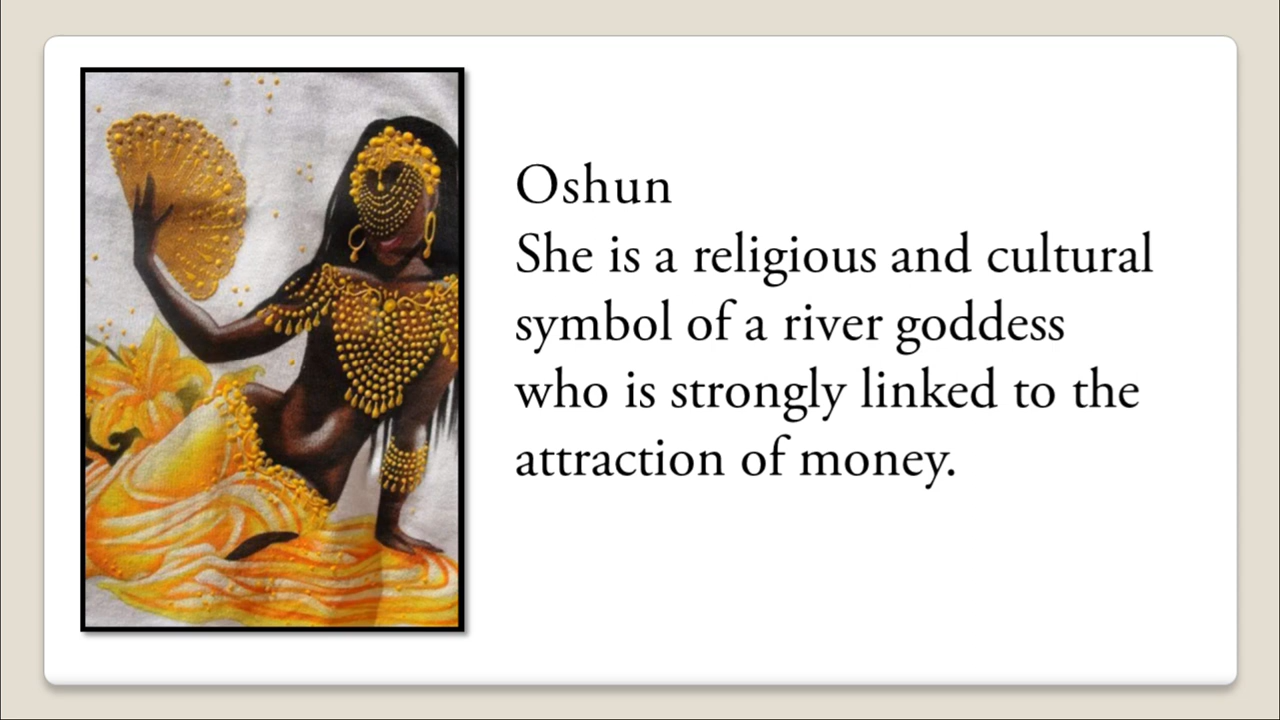 Oshun
She is a religious and cultural
symbol of a river goddess
who is strongly linked to the
attraction of money.